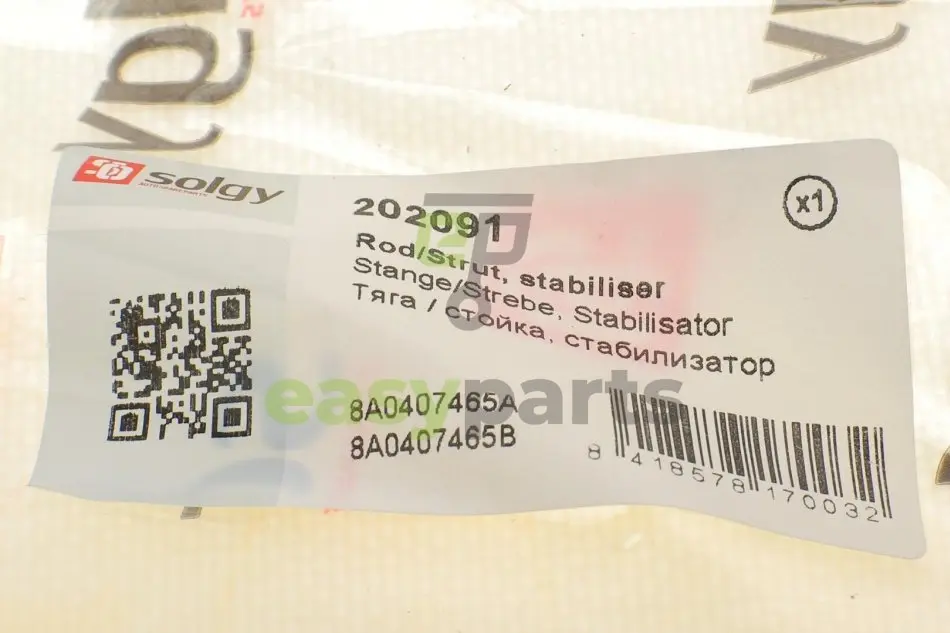 solgy
202091
x1
Rod/Strut, stabiliser
Stange/Strebe, Stabilisator
Тяга / стойка, стабилизатор
8A0407465A
8A0407465B
8 418578 170032
easyparts